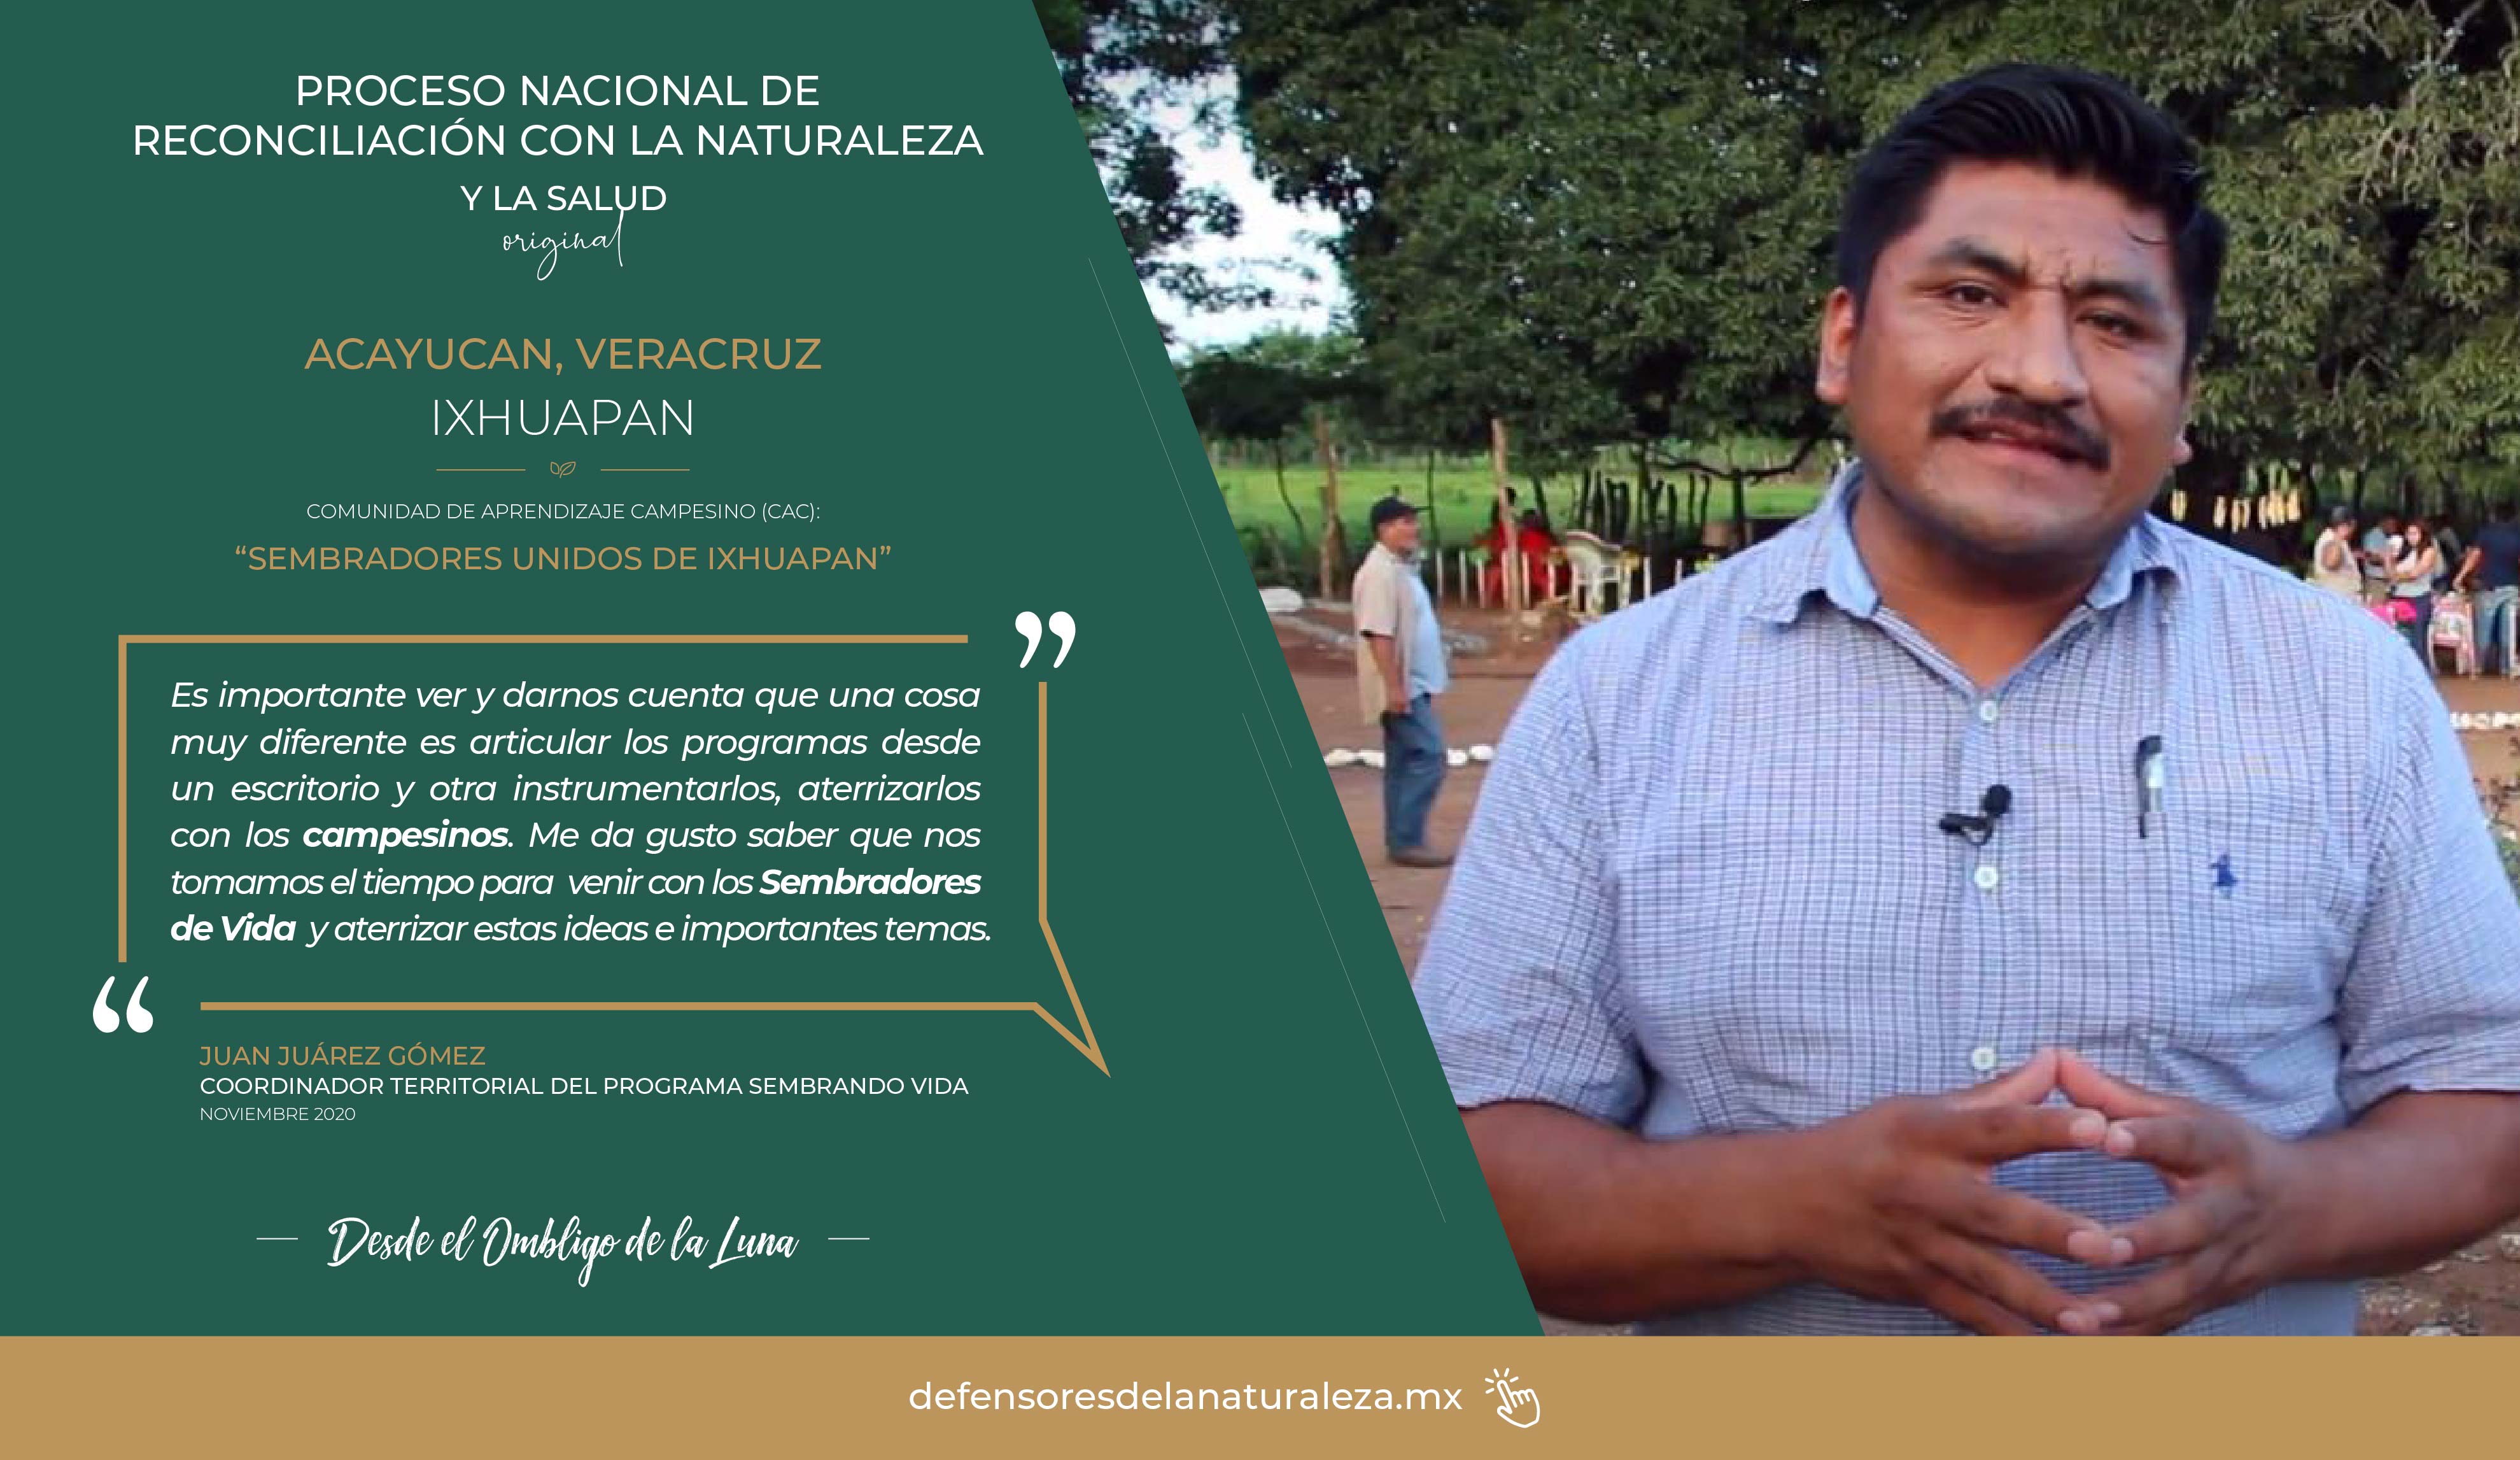 PROCESO NACIONAL DE
RECONCILIACIÓN CON LA NATURALEZA
Y LA SALUD
original
ACAYUCAN, VERACRUZ
IXHUAPAN
COMUNIDAD DE APRENDIZAJE CAMPESINO (CAC):
“SEMBRADORES UNIDOS DE IXHUAPAN”
”
Es importante ver y darnos cuenta que una cosa
muy diferente es articular los programas desde
un escritorio y otra instrumentarlos, aterrizarlos
con los campesinos. Me da gusto saber que nos
tomamos el tiempo para venir con los Sembradores
de Vida y aterrizar estas ideas e importantes temas.
“
JUAN JUÁREZ GÓMEZ
COORDINADOR TERRITORIAL DEL PROGRAMA SEMBRANDO VIDA
NOVIEMBRE 2020
Desde el Ombligo de la Luna
defensoresdelanaturaleza.mx